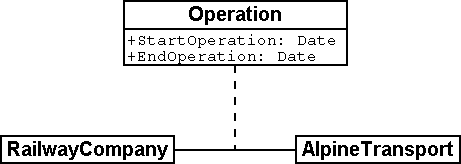 Operation
+StartOperation: Date
+EndOperation: Date
RailwayCompany
AlpineTransport